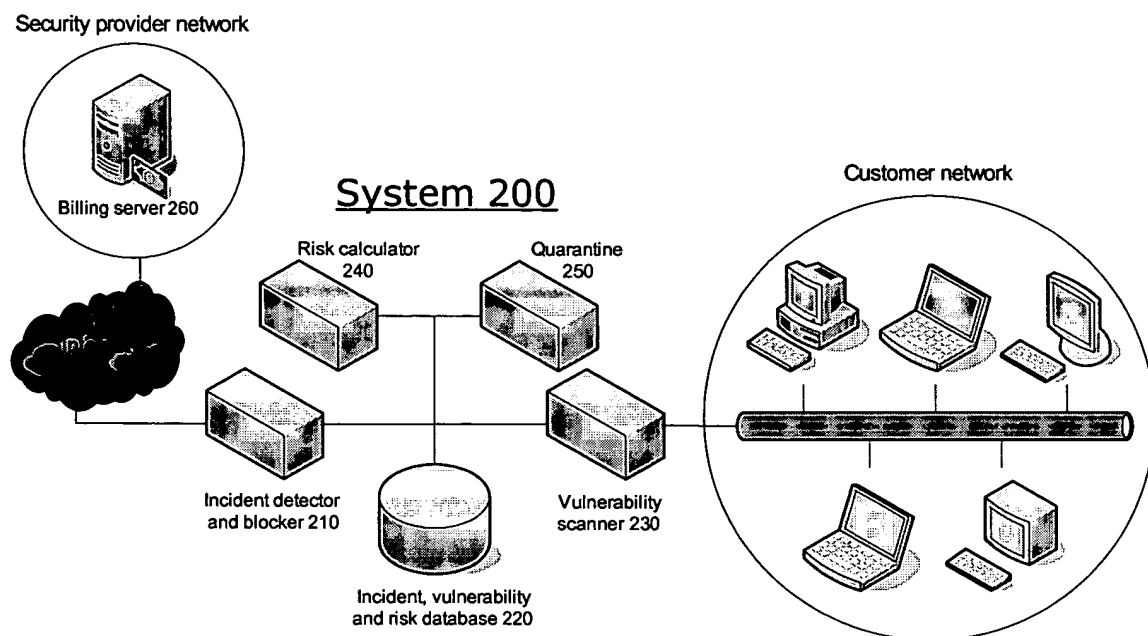 Security provider network
Billing server 260
System 200
Customer network
Risk calculator
240
Quarantine
250
Incident detector
and blocker 210
Vulnerability
scanner 230
Incident, vulnerability
and risk database 220